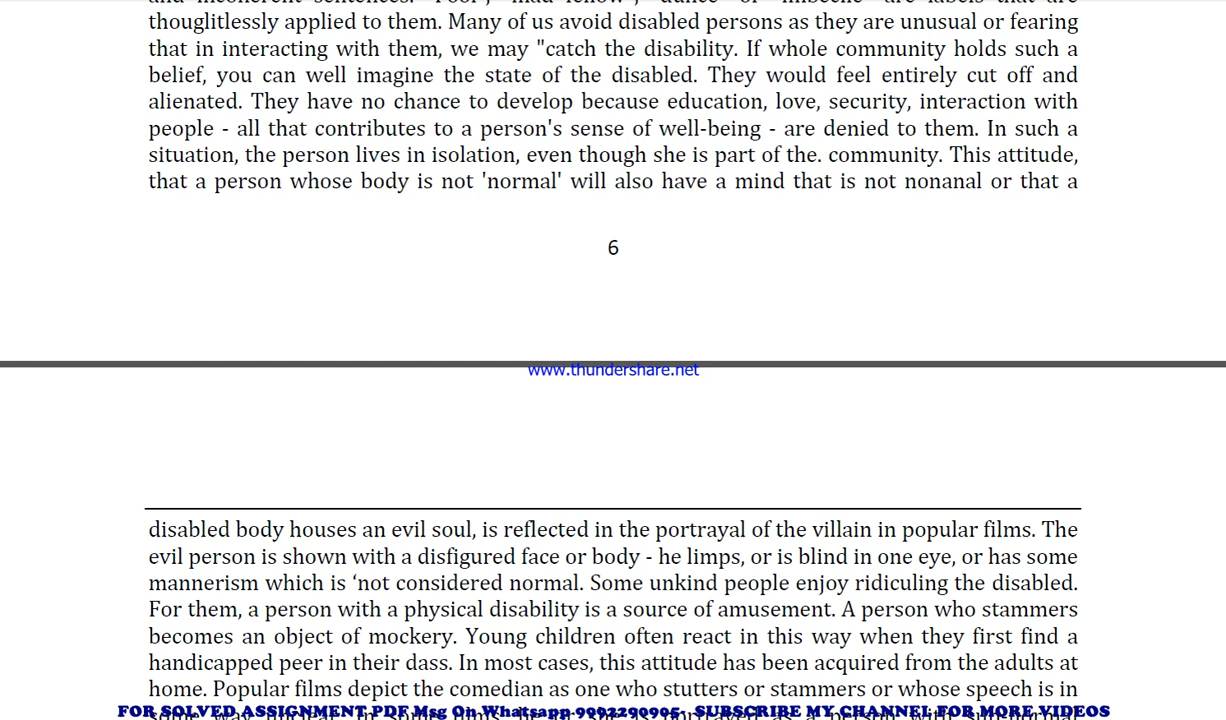 thouglitlessly applied to them. Many of us avoid disabled persons as they are unusual or fearing
that in interacting with them, we may "catch the disability. If whole community holds such a
belief, you can well imagine the state of the disabled. They would feel entirely cut off and
alienated. They have no chance to develop because education, love, security, interaction with
people - all that contributes to a person's sense of well-being - are denied to them. In such a
situation, the person lives in isolation, even though she is part of the. community. This attitude,
that a person whose body is not 'normal' will also have a mind that is not nonanal or that a
6
www.thundershare.net
disabled body houses an evil soul, is reflected in the portrayal of the villain in popular films. The
evil person is shown with a disfigured face or body - he limps, or is blind in one eye, or has some
mannerism which is ‘not considered normal. Some unkind people enjoy ridiculing the disabled.
For them, a person with a physical disability is a source of amusement. A person who stammers
becomes an object of mockery. Young children often react in this way when they first find a
handicapped peer in their dass. In most cases, this attitude has been acquired from the adults at
home. Popular films depict the comedian as one who stutters or stammers or whose speech is in
FOR SOLVED ASSIGNMENT PDF Msg On Whatsapp-9992290905- SUBSCRIBE MY CHANNEL FOR MORE VIDEOS